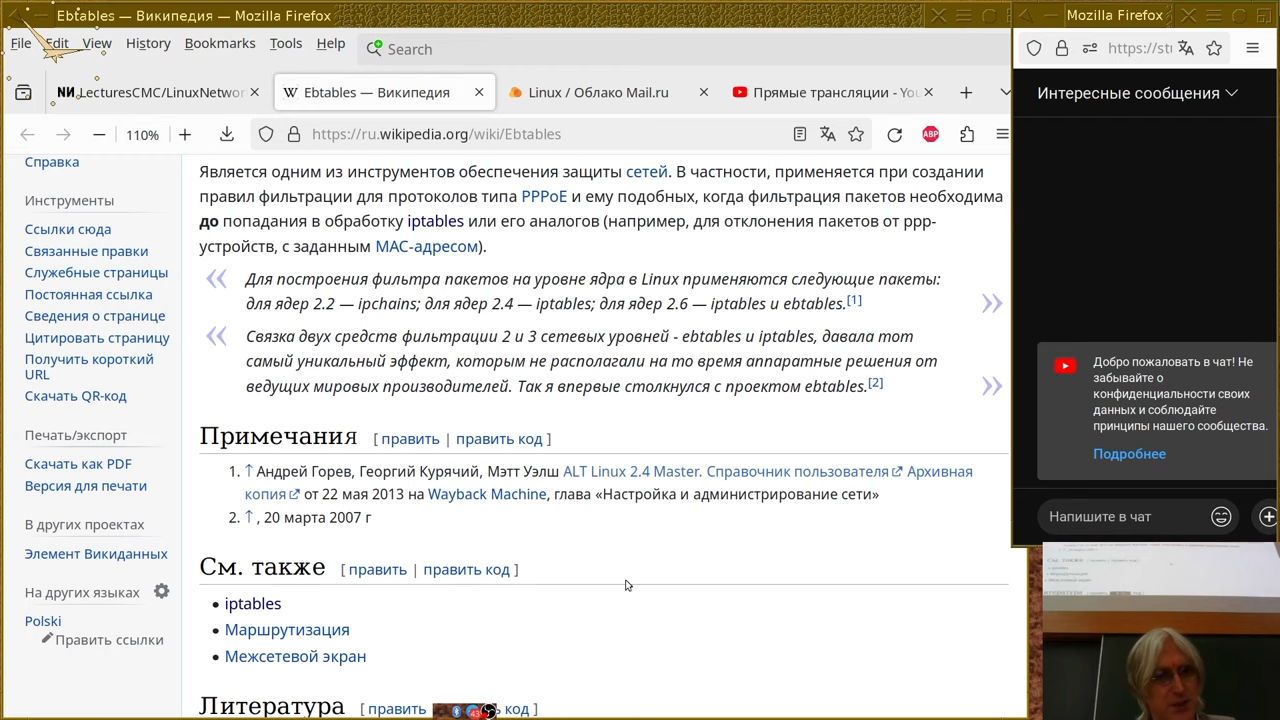 Ebtables — Википедия — Mozilla Firefox
Mozilla Firefox
File Edit View History Bookmarks Tools Help
Search
LecturesCMC/LinuxNetwor
Ebtables — Википедия
Linux / Облако Mail.ru
Прямые трансляции - You
110%
https://ru.wikipedia.org/wiki/Ebtables
ABP
Справка
Инструменты
Ссылки сюда
Связанные правки
Служебные страницы
Постоянная ссылка
Сведения о странице
Цитировать страницу
Получить короткий
URL
Скачать QR-код
Печать/экспорт
Скачать как PDF
Версия для печати
В других проектах
Элемент Викиданных
На других языках
Polski
Править ссылки
Является одним из инструментов обеспечения защиты сетей. В частности, применяется при создании
правил фильтрации для протоколов типа PPPoE и ему подобных, когда фильтрация пакетов необходима
до попадания в обработку iptables или его аналогов (например, для отклонения пакетов от ppp-
устройств, с заданным MAC-адресом).
« Для построения фильтра пакетов на уровне ядра в Linux применяются следующие пакеты:
для ядер 2.2 — ipchains; для ядер 2.4 — iptables; для ядер 2.6 — iptables и ebtables.[1] »
« Связка двух средств фильтрации 2 и 3 сетевых уровней - ebtables и iptables, давала тот
самый уникальный эффект, которым не располагали на то время аппаратные решения от
ведущих мировых производителей. Так я впервые столкнулся с проектом ebtables.[2] »
Примечания [ править | править код ]
1. ↑ Андрей Горев, Георгий Курячий, Мэтт Уэлш ALT Linux 2.4 Master. Справочник пользователя Архивная
копия от 22 мая 2013 на Wayback Machine, глава «Настройка и администрирование сети»
2. ↑ , 20 марта 2007 г
См. также [ править | править код ]
• iptables
• Маршрутизация
• Межсетевой экран
Литература [ править код ]
https://stu
Интересные сообщения
Добро пожаловать в чат! Не
забывайте о
конфиденциальности своих
данных и соблюдайте
принципы нашего сообщества.
Подробнее
Напишите в чат